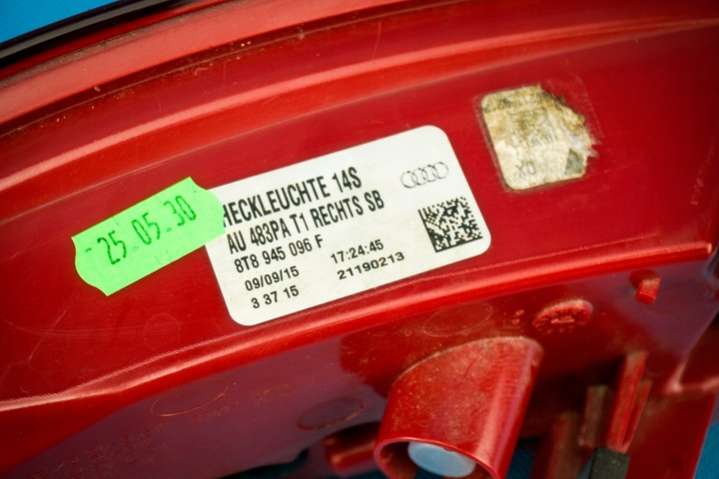 25.05.30
HECKLEUCHTE 14S
AU 483PA T1 RECHTS SB
8T8 945 096 F
09/09/15 17:24:45
3 37 15 21190213